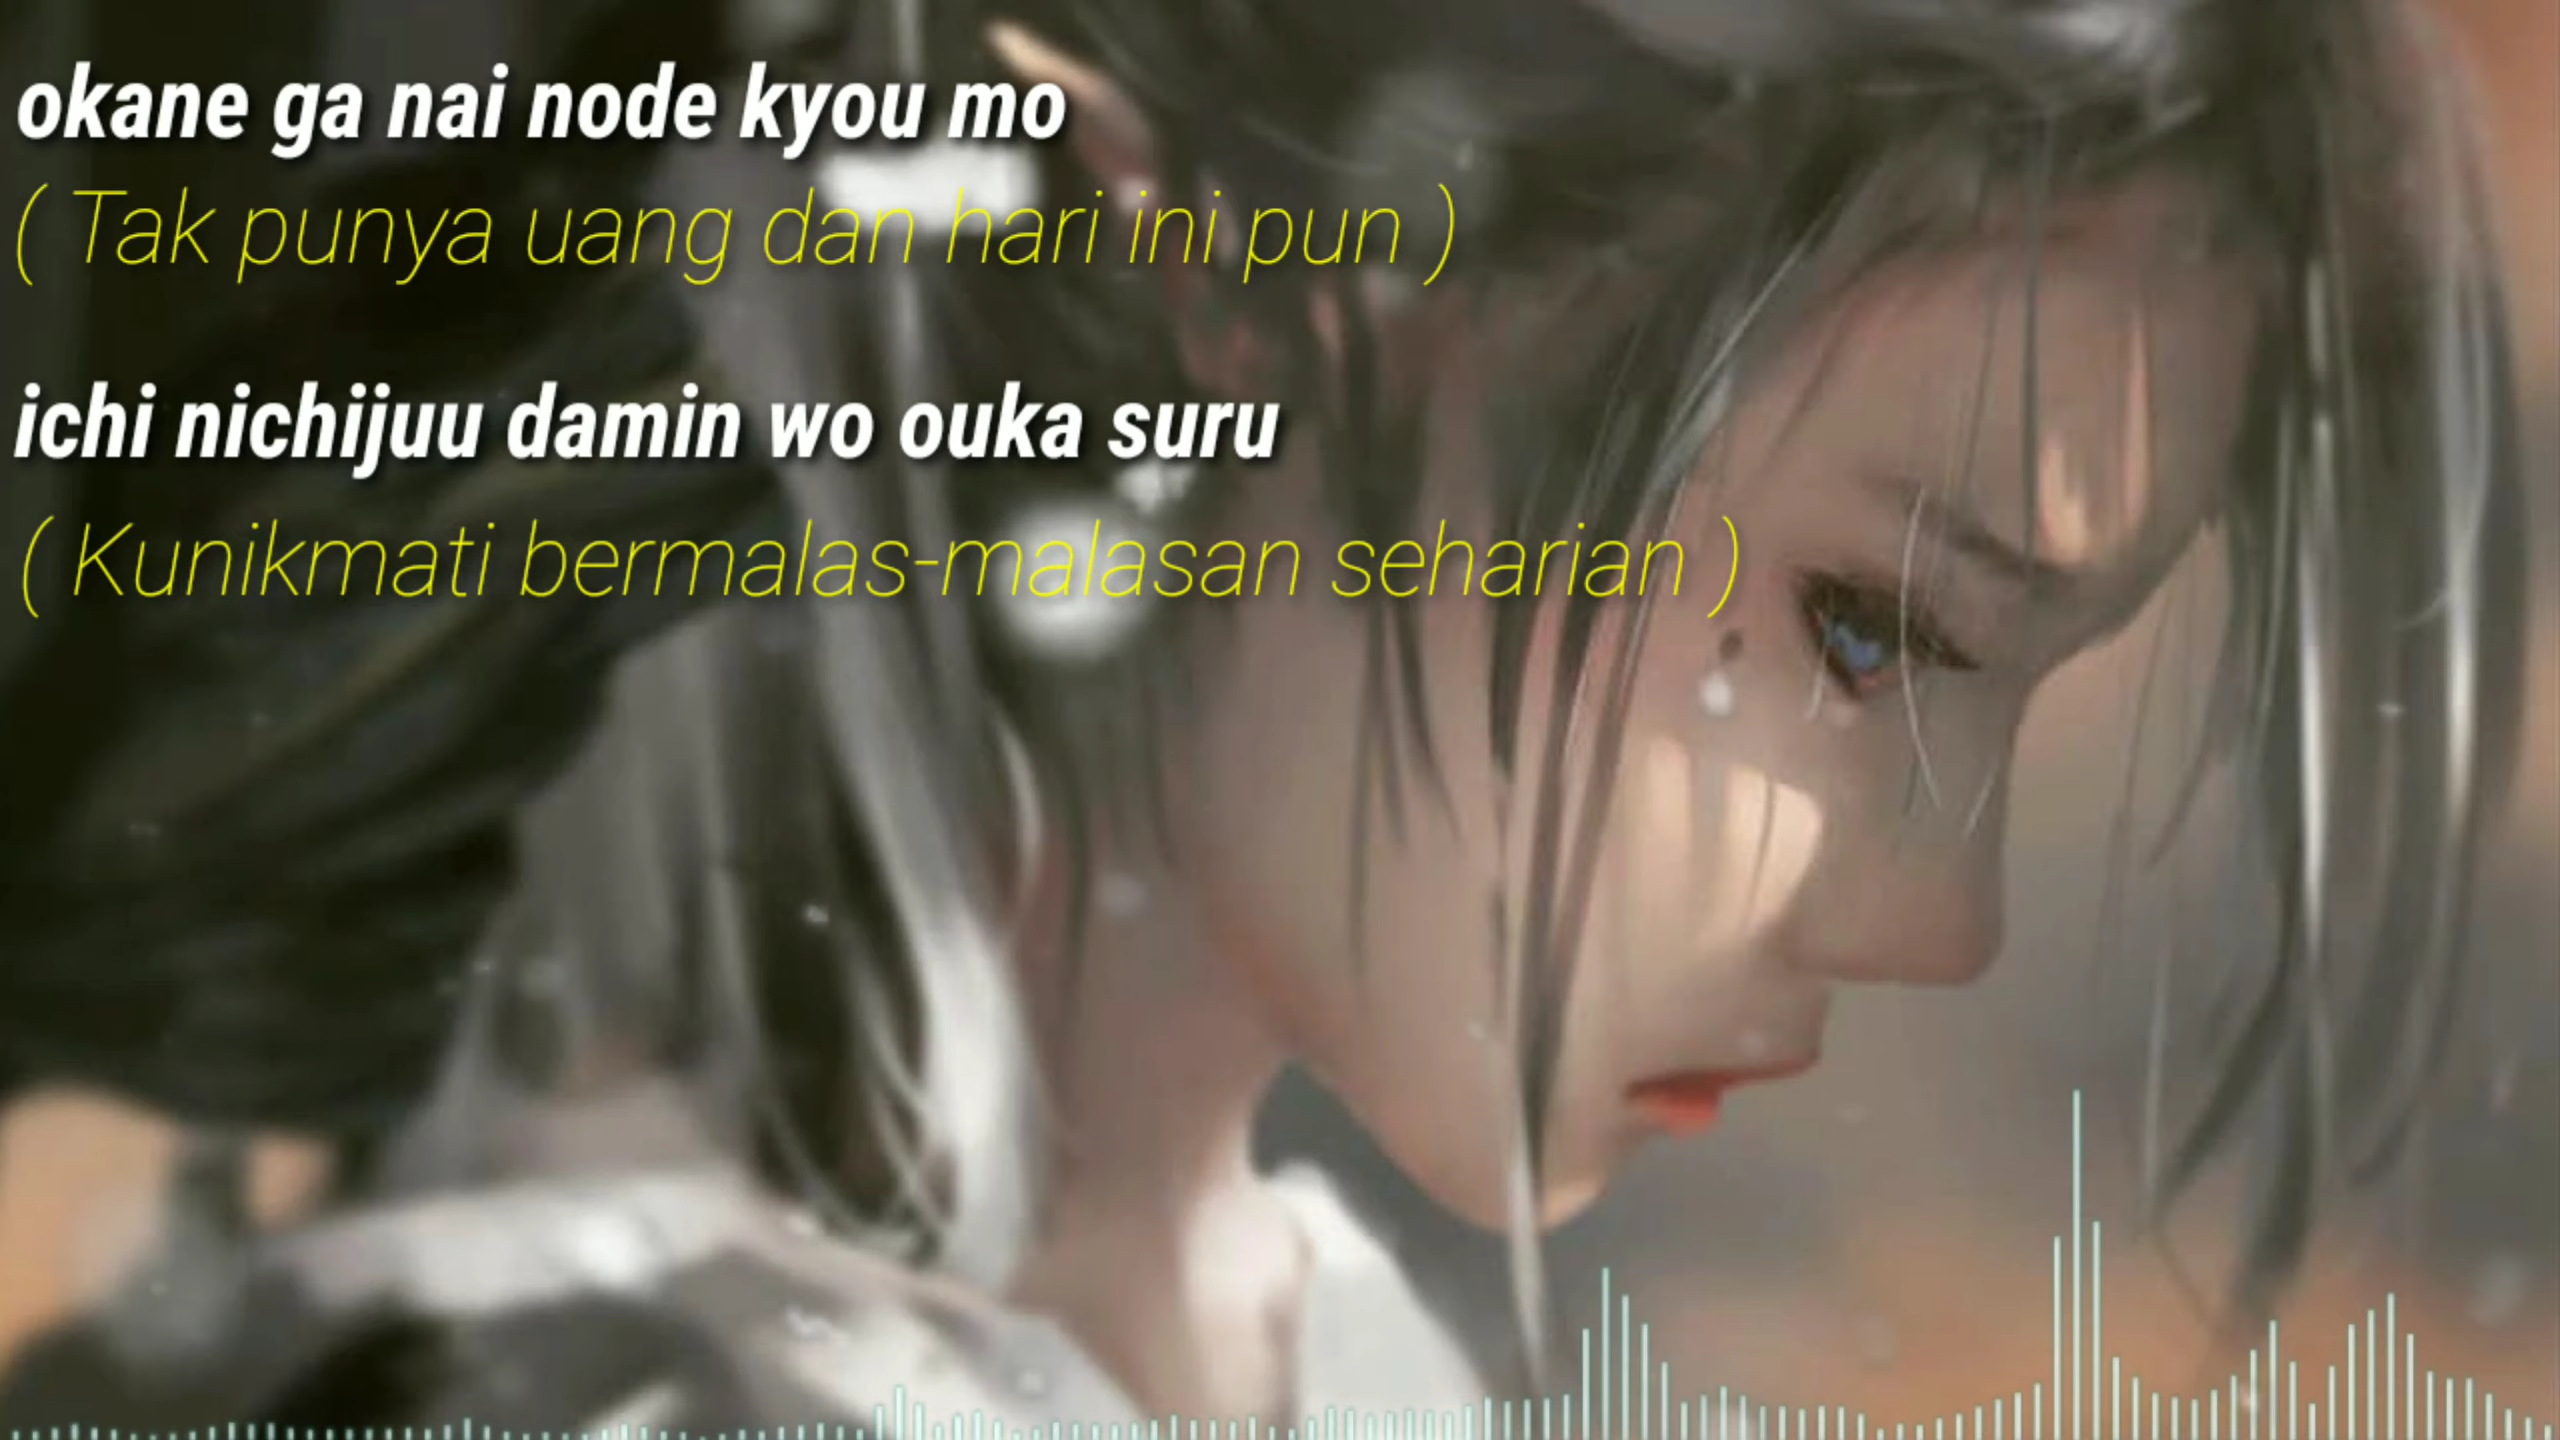 okane ga nai node kyou mo
( Tak punya uang dan hari ini pun )
ichi nichijuu damin wo ouka suru
( Kunikmati bermalas-malasan seharian )